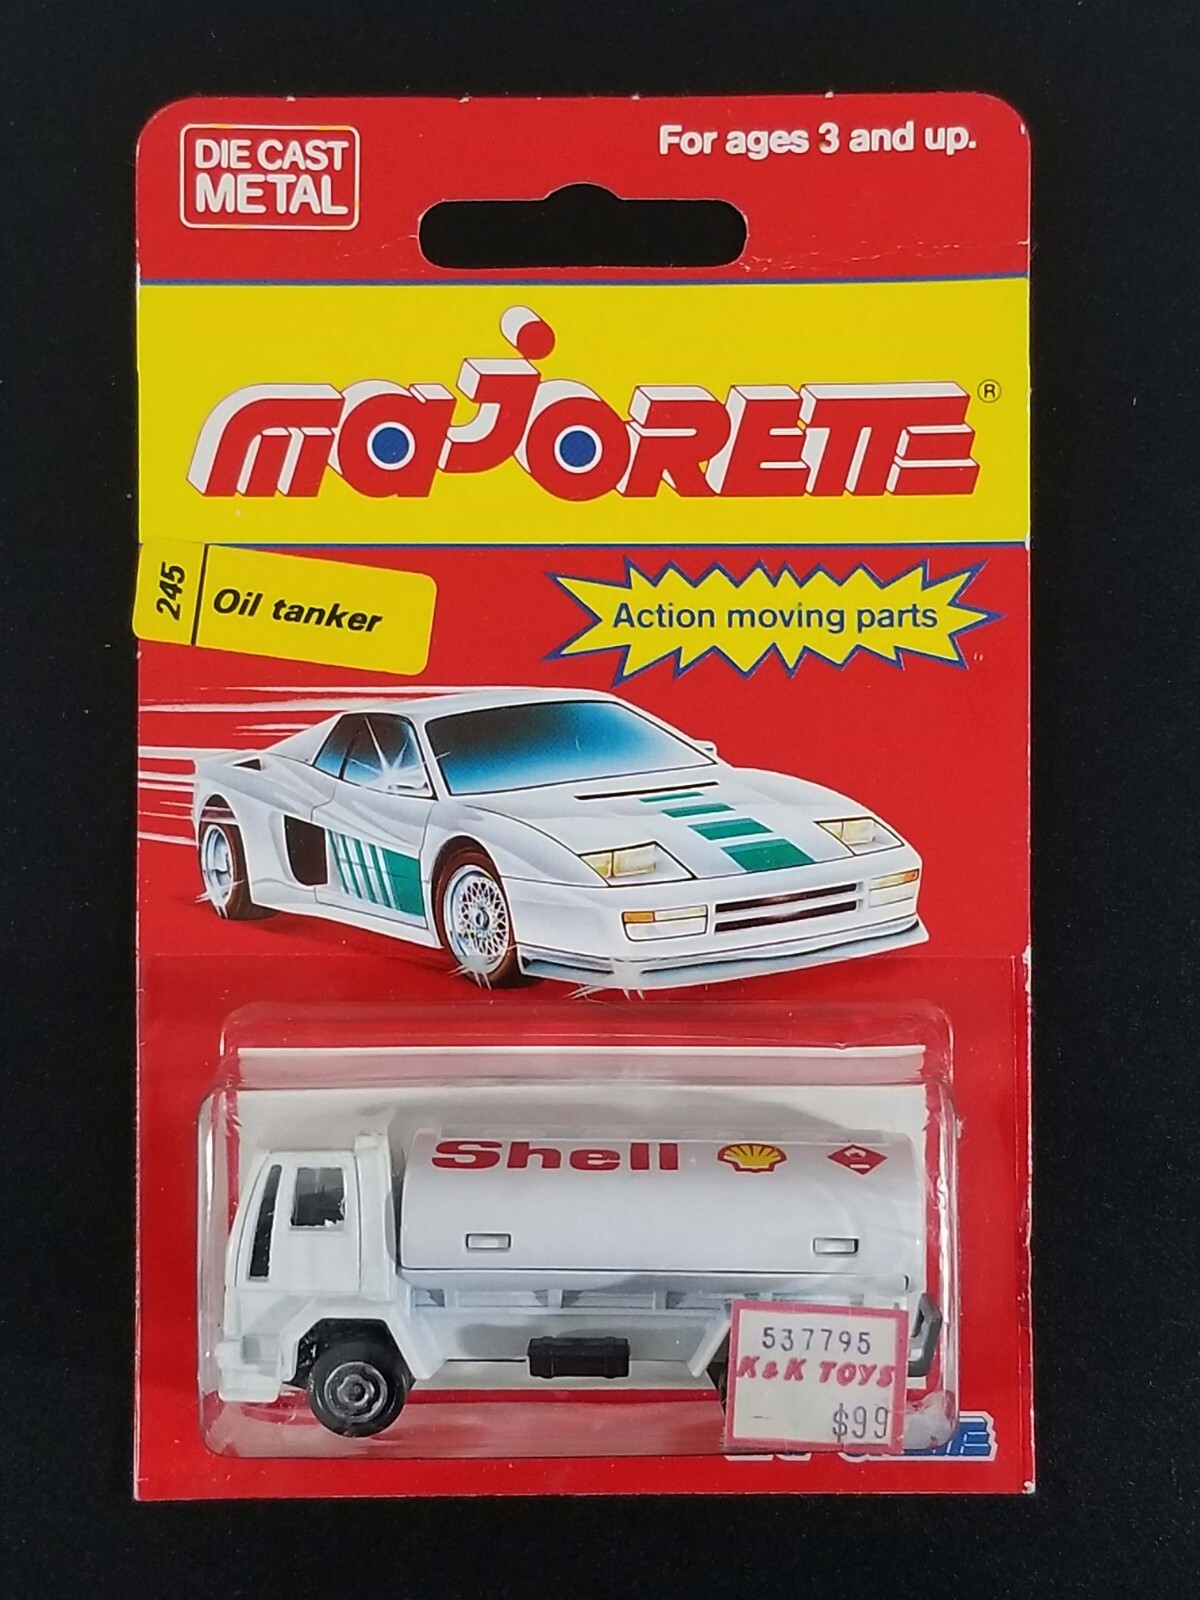 DIE CAST
METAL
For ages 3 and up.
majORETTE ®
245 Oil tanker
Action moving parts
Shell
537795
K & K TOYS
$99